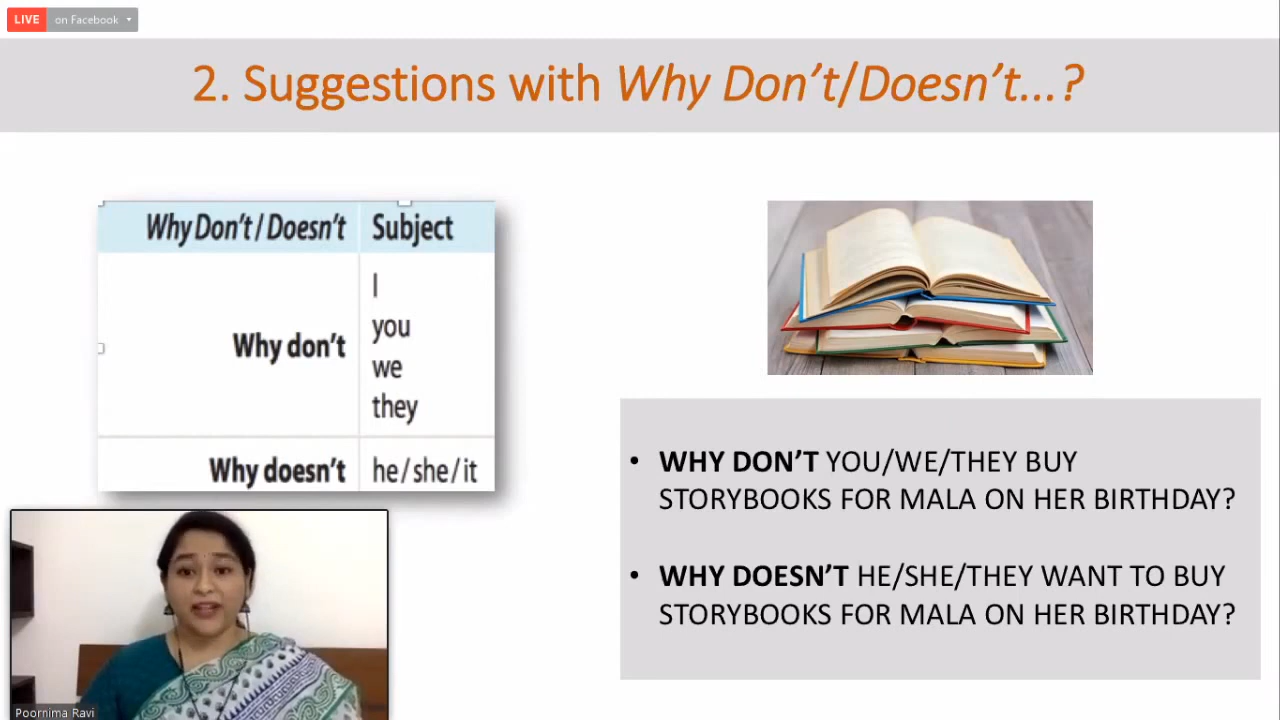 LIVE on Facebook
2. Suggestions with Why Don't/Doesn't...?
Why Don't / Doesn't Subject
I
you
Why don't
we
they
Why doesn't he/she/it
• WHY DON'T YOU/WE/THEY BUY
STORYBOOKS FOR MALA ON HER BIRTHDAY?
• WHY DOESN'T HE/SHE/THEY WANT TO BUY
STORYBOOKS FOR MALA ON HER BIRTHDAY?
Poornima Ravi